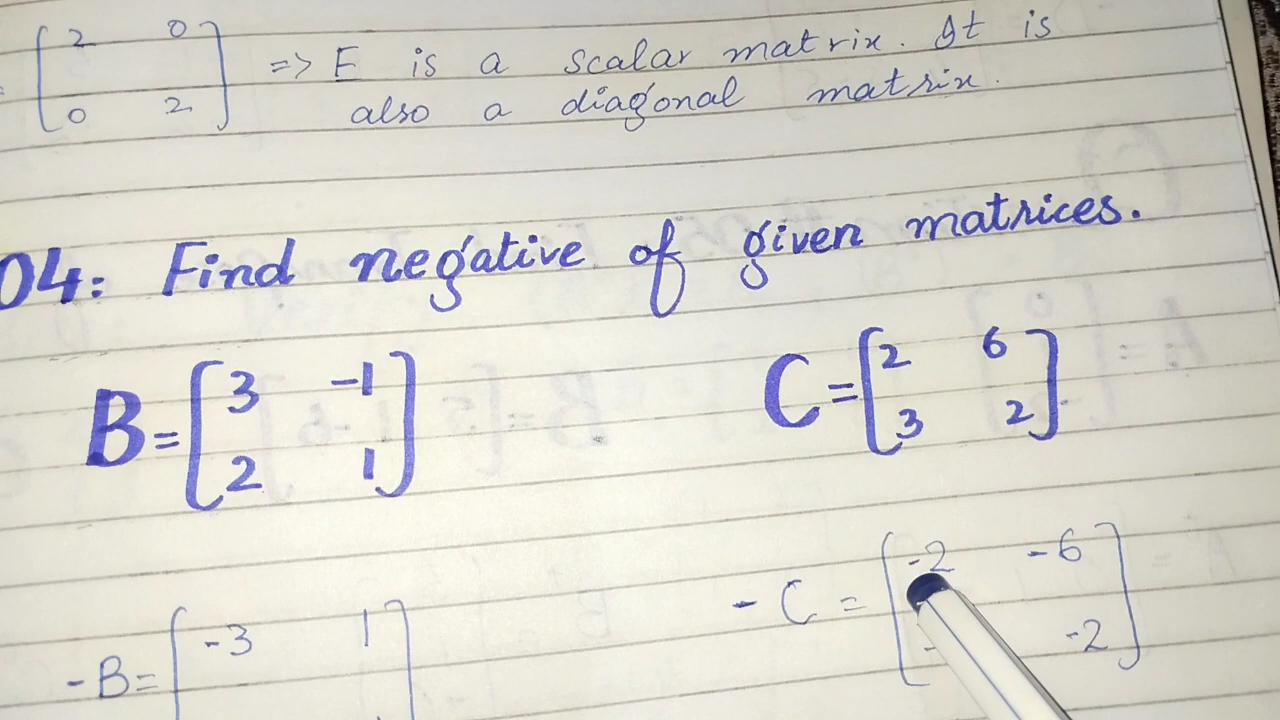 = [ 2 0 ] => E is a scalar matrix. It is
[ 0 2 ] also a diagonal matrix.
04: Find negative of given matrices.
B = [ 3 -1 ] C = [ 2 6 ]
[ 2 1 ] [ 3 2 ]
-B = [ -3 1 ] - C = [ -2 -6 ]
-2